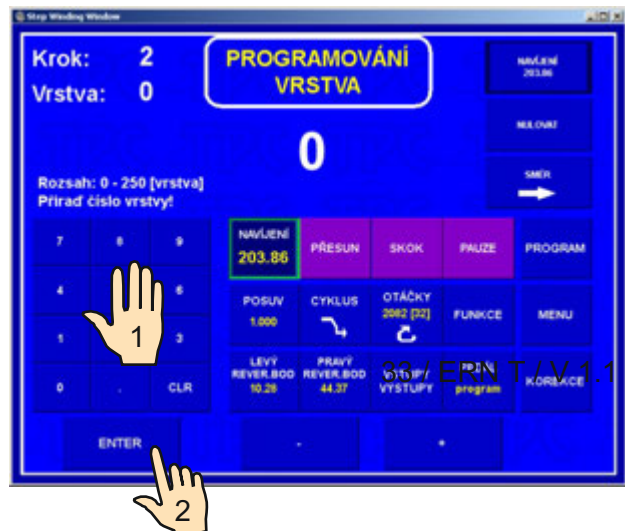 Step Winding Window
Krok: 2
Vrstva: 0
PROGRAMOVÁNÍ
VRSTVA
0
Rozsah: 0 - 250 [vrstva]
Přiraď číslo vrstvy!
NAVÍJENÍ
203.86
NULOVAT
SMĚR
7 8 9
4 6
1 3
0 . CLR
1
NAVÍJENÍ
203.86
PŘESUN
SKOK
PAUZE
PROGRAM
POSUV
1.000
CYKLUS
OTÁČKY
2082 [32]
FUNKCE
MENU
LEVÝ
REVER.BOD
10.28
PRAVÝ
REVER.BOD
44.37
VÝSTUPY
program
KOREKCE
33 / ERN T / V 1.1
ENTER
-
+
2